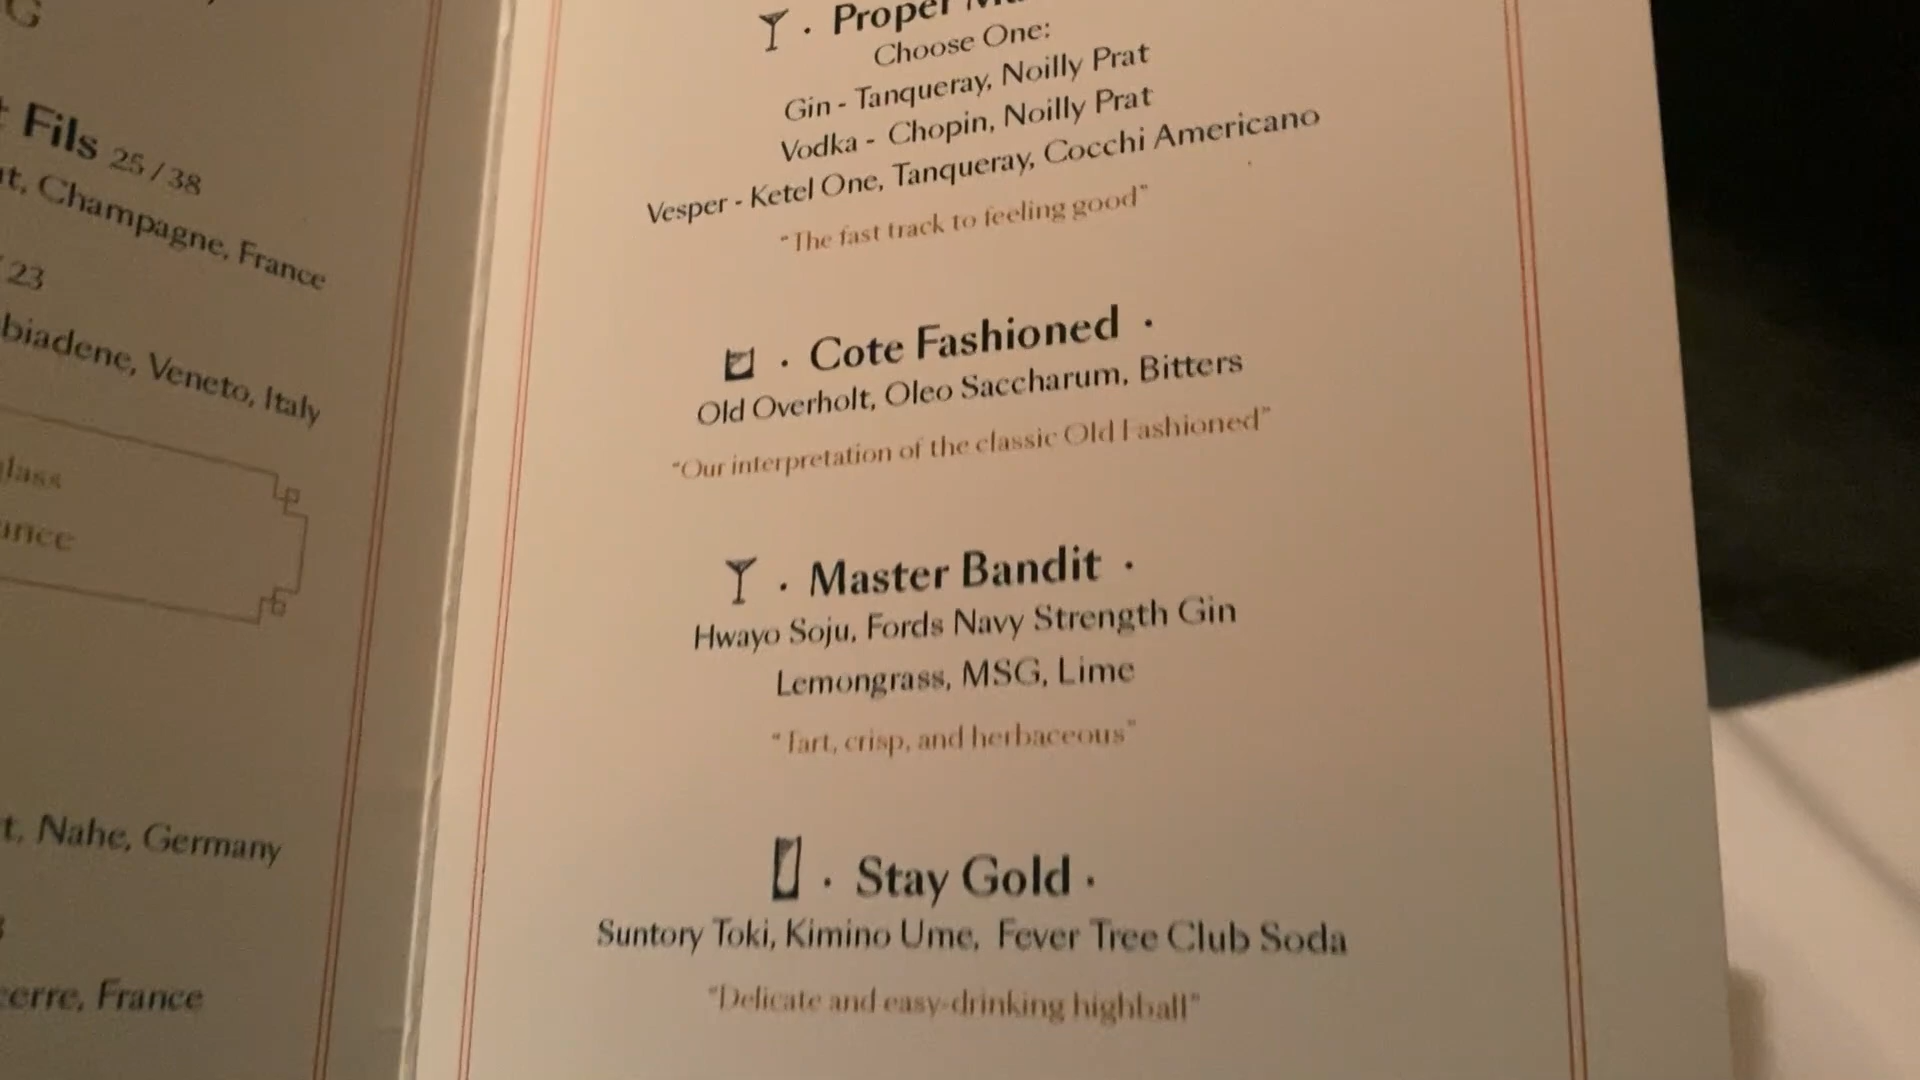 G
Fils 25/38
Champagne, France
23
Veneto, Italy
Nahe, Germany
France
· Proper
Choose One:
Gin - Tanqueray, Noilly Prat
Vodka - Chopin, Noilly Prat
Vesper - Ketel One, Tanqueray, Cocchi Americano
"The fast track to feeling good"
· Cote Fashioned ·
Old Overholt, Oleo Saccharum, Bitters
"Our interpretation of the classic Old Fashioned"
· Master Bandit ·
Hwayo Soju, Fords Navy Strength Gin
Lemongrass, MSG, Lime
"Tart, crisp, and herbaceous"
· Stay Gold ·
Suntory Toki, Kimino Ume, Fever Tree Club Soda
"Delicate and easy-drinking highball"